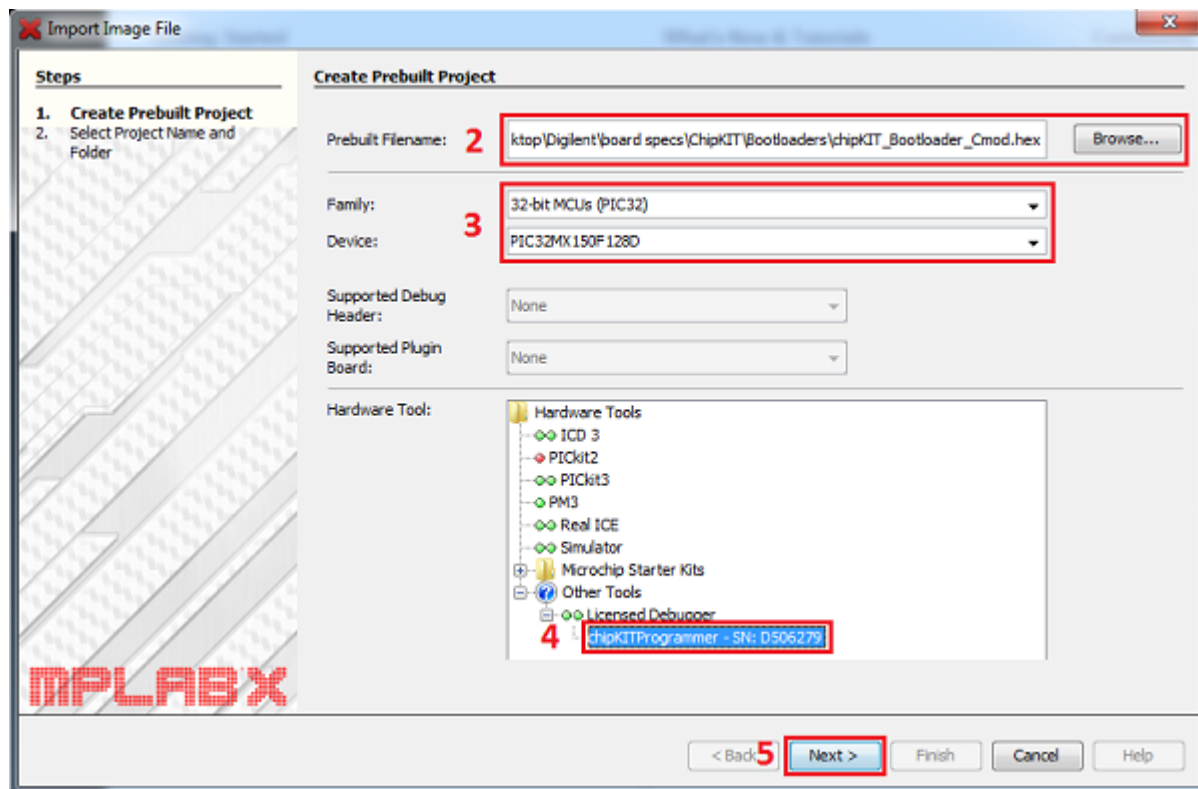 Import Image File
Steps
1. Create Prebuilt Project
2. Select Project Name and
Folder
Create Prebuilt Project
Prebuilt Filename: 2 ktop\Digilent\board specs\ChipKIT\Bootloaders\chipKIT_Bootloader_Cmod.hex Browse...
Family: 32-bit MCUs (PIC32)
3
Device: PIC32MX150F128D
Supported Debug
Header: None
Supported Plugin
Board: None
Hardware Tool: Hardware Tools
ICD 3
PICkit2
PICkit3
PM3
Real ICE
Simulator
Microchip Starter Kits
Other Tools
Licensed Debugger
4 chipKITProgrammer - SN: D506279
MPLAB X
< Back 5 Next > Finish Cancel Help